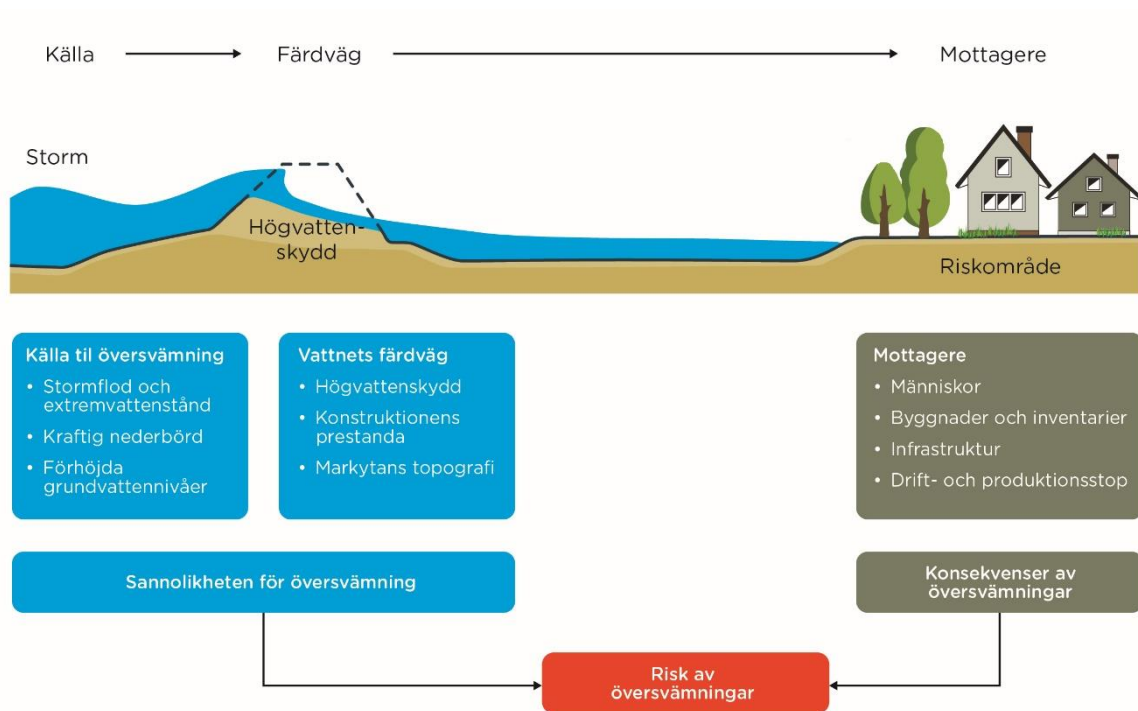 Källa
Färdväg
Mottagere
Storm
Högvatten-
skydd
Riskområde
Källa til översvämning
• Stormflod och
extremvattenstånd
• Kraftig nederbörd
• Förhöjda
grundvattennivåer
Vattnets färdväg
• Högvattenskydd
• Konstruktionens
prestanda
• Markytans topografi
Mottagere
• Människor
• Byggnader och inventarier
• Infrastruktur
• Drift- och produktionsstop
Sannolikheten för översvämning
Konsekvenser av
översvämningar
Risk av
översvämningar